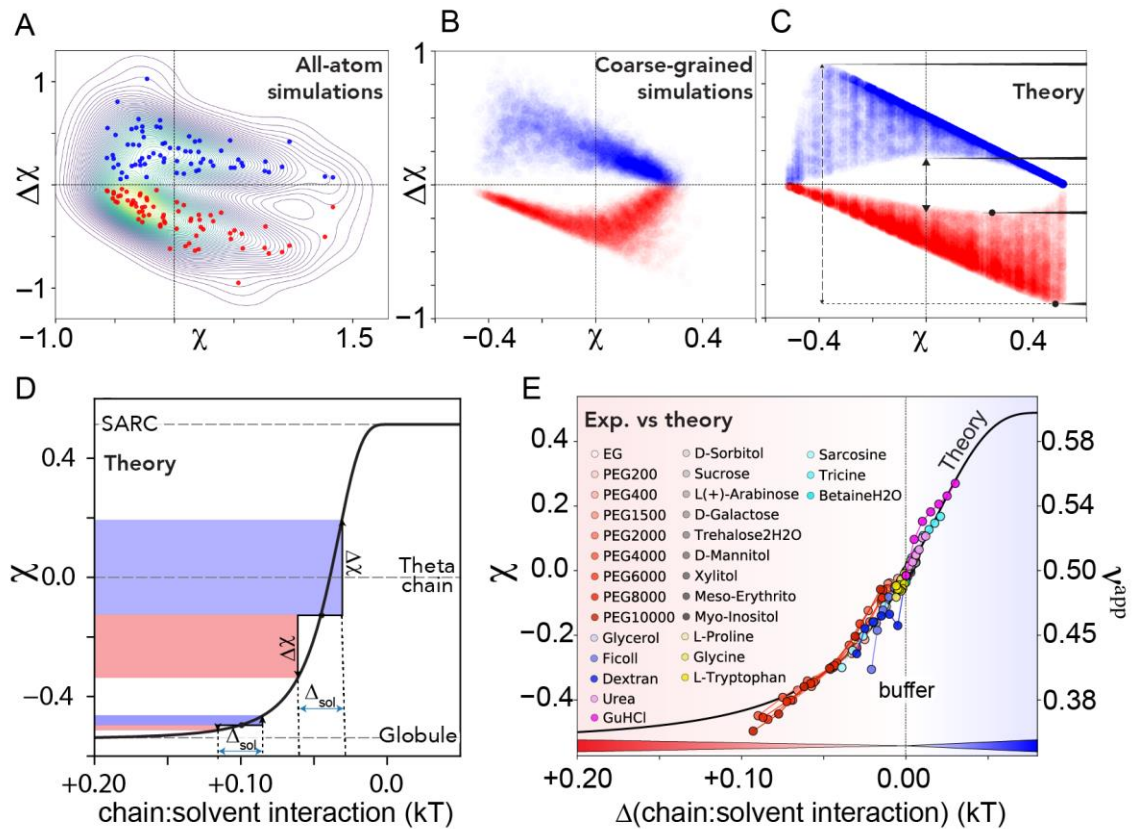 A
All-atom
simulations
1
0
−1
Δχ
−1.0
χ
1.5
B
Coarse-grained
simulations
1
−1
−0.4
χ
0.4
C
Theory
−0.4
χ
0.4
D
SARC
0.4
Theory
Theta
chain
χ
0.0
Δχ
Δχ
Δsol
−0.4
Δsol
Globule
+0.20
+0.10
0.0
chain:solvent interaction (kT)
E
Exp. vs theory
Theory
0.4
0.2
0.0
−0.2
−0.4
χ
EG
PEG200
PEG400
PEG1500
PEG2000
PEG4000
PEG6000
PEG8000
PEG10000
Glycerol
Ficoll
Dextran
Urea
GuHCl
D-Sorbitol
Sucrose
L(+)-Arabinose
D-Galactose
Trehalose2H2O
D-Mannitol
Xylitol
Meso-Erythrito
Myo-Inositol
L-Proline
Glycine
L-Tryptophan
Sarcosine
Tricine
BetaineH2O
buffer
0.58
0.54
0.50
0.45
0.38
νapp
+0.20
+0.10
0.00
Δ(chain:solvent interaction) (kT)